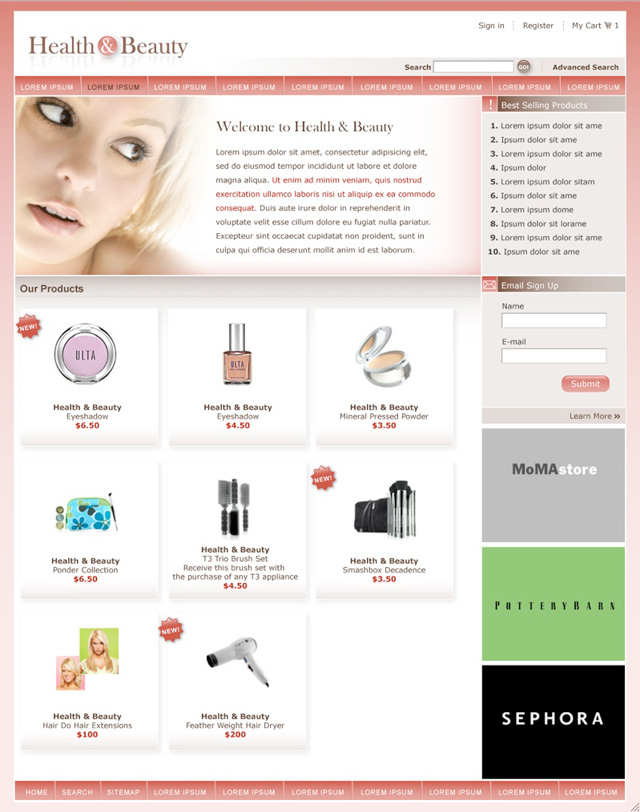 Sign in
Register
My Cart 1
Health & Beauty
Search
GO!
Advanced Search
LOREM IPSUM
LOREM IPSUM
LOREM IPSUM
LOREM IPSUM
LOREM IPSUM
LOREM IPSUM
LOREM IPSUM
LOREM IPSUM
LOREM IPSUM
Welcome to Health & Beauty
Lorem ipsum dolor sit amet, consectetur adipisicing elit,
sed do eiusmod tempor incididunt ut labore et dolore
magna aliqua. Ut enim ad minim veniam, quis nostrud
exercitation ullamco laboris nisi ut aliquip ex ea commodo
consequat. Duis aute irure dolor in reprehenderit in
voluptate velit esse cillum dolore eu fugiat nulla pariatur.
Excepteur sint occaecat cupidatat non proident, sunt in
culpa qui officia deserunt mollit anim id est laborum.
! Best Selling Products
1. Lorem ipsum dolor sit ame
2. Ipsum dolor sit ame
3. Lorem ipsum dolor sit ame
4. Ipsum dolor
5. Lorem ipsum dolor sitam
6. Lorem ipsum dolor sit ame
7. Lorem ipsum dome
8. Ipsum dolor sit lorame
9. Lorem ipsum dolor sit ame
10. Ipsum dolor sit ame
Our Products
NEW!
ULTA
Health & Beauty
Eyeshadow
$6.50
ULTA
Health & Beauty
Eyeshadow
$4.50
Health & Beauty
Mineral Pressed Powder
$3.50
Health & Beauty
Ponder Collection
$6.50
Health & Beauty
T3 Trio Brush Set
Receive this brush set with
the purchase of any T3 appliance
$4.50
NEW!
Health & Beauty
Smashbox Decadence
$3.50
Health & Beauty
Hair Do Hair Extensions
$100
NEW!
Health & Beauty
Feather Weight Hair Dryer
$200
Email Sign Up
Name
E-mail
Submit
Learn More »
MoMAstore
POTTERYBARN
SEPHORA
HOME
SEARCH
SITEMAP
LOREM IPSUM
LOREM IPSUM
LOREM IPSUM
LOREM IPSUM
LOREM IPSUM
LOREM IPSUM
LOREM IPSUM